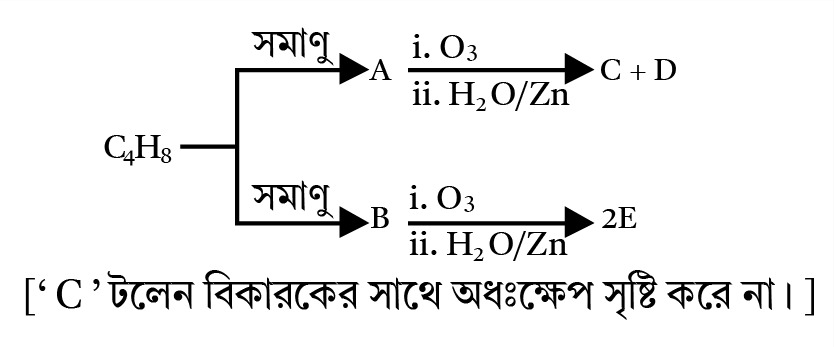 সমাণু A i. O₃ ii. H₂O/Zn C + D
C₄H₈
সমাণু B i. O₃ ii. H₂O/Zn 2E
[‘ C ’ টলেন বিকারকের সাথে অধঃক্ষেপ সৃষ্টি করে না। ]